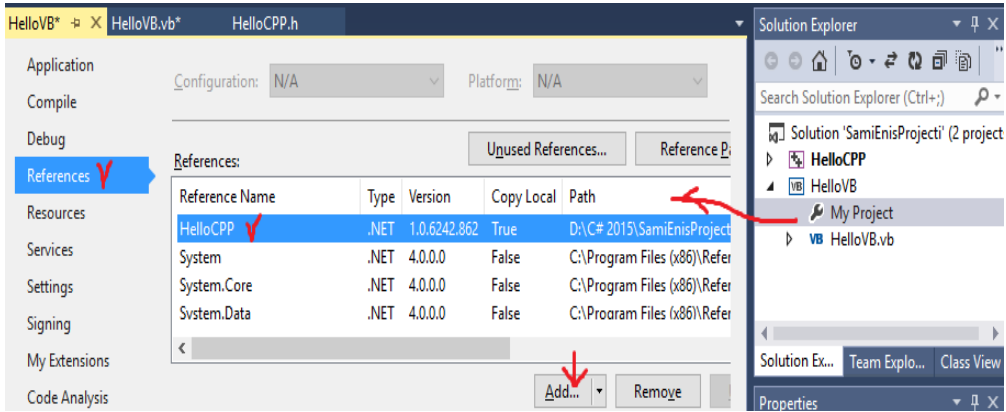 HelloVB* HelloVB.vb* HelloCPP.h
Application
Compile
Debug
References
Resources
Services
Settings
Signing
My Extensions
Code Analysis
Configuration: N/A Platform: N/A
Unused References... Reference Pa
References:
Reference Name Type Version Copy Local Path
HelloCPP .NET 1.0.6242.862 True D:\C# 2015\SamiEnisProject
System .NET 4.0.0.0 False C:\Program Files (x86)\Refer
System.Core .NET 4.0.0.0 False C:\Program Files (x86)\Refer
System.Data .NET 4.0.0.0 False C:\Program Files (x86)\Refer
Add... Remove
Solution Explorer
Search Solution Explorer (Ctrl+;)
Solution 'SamiEnisProjecti' (2 project
HelloCPP
VB HelloVB
My Project
VB HelloVB.vb
Solution Ex... Team Explo... Class View
Properties